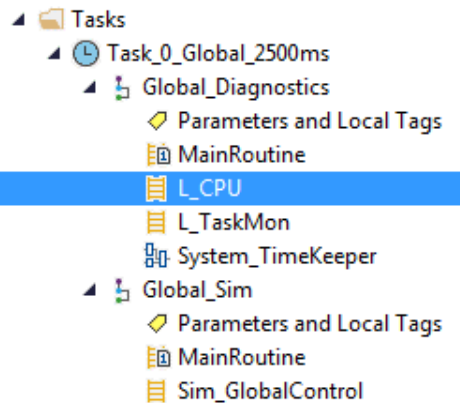 Tasks
Task_0_Global_2500ms
Global_Diagnostics
Parameters and Local Tags
MainRoutine
L_CPU
L_TaskMon
System_TimeKeeper
Global_Sim
Parameters and Local Tags
MainRoutine
Sim_GlobalControl